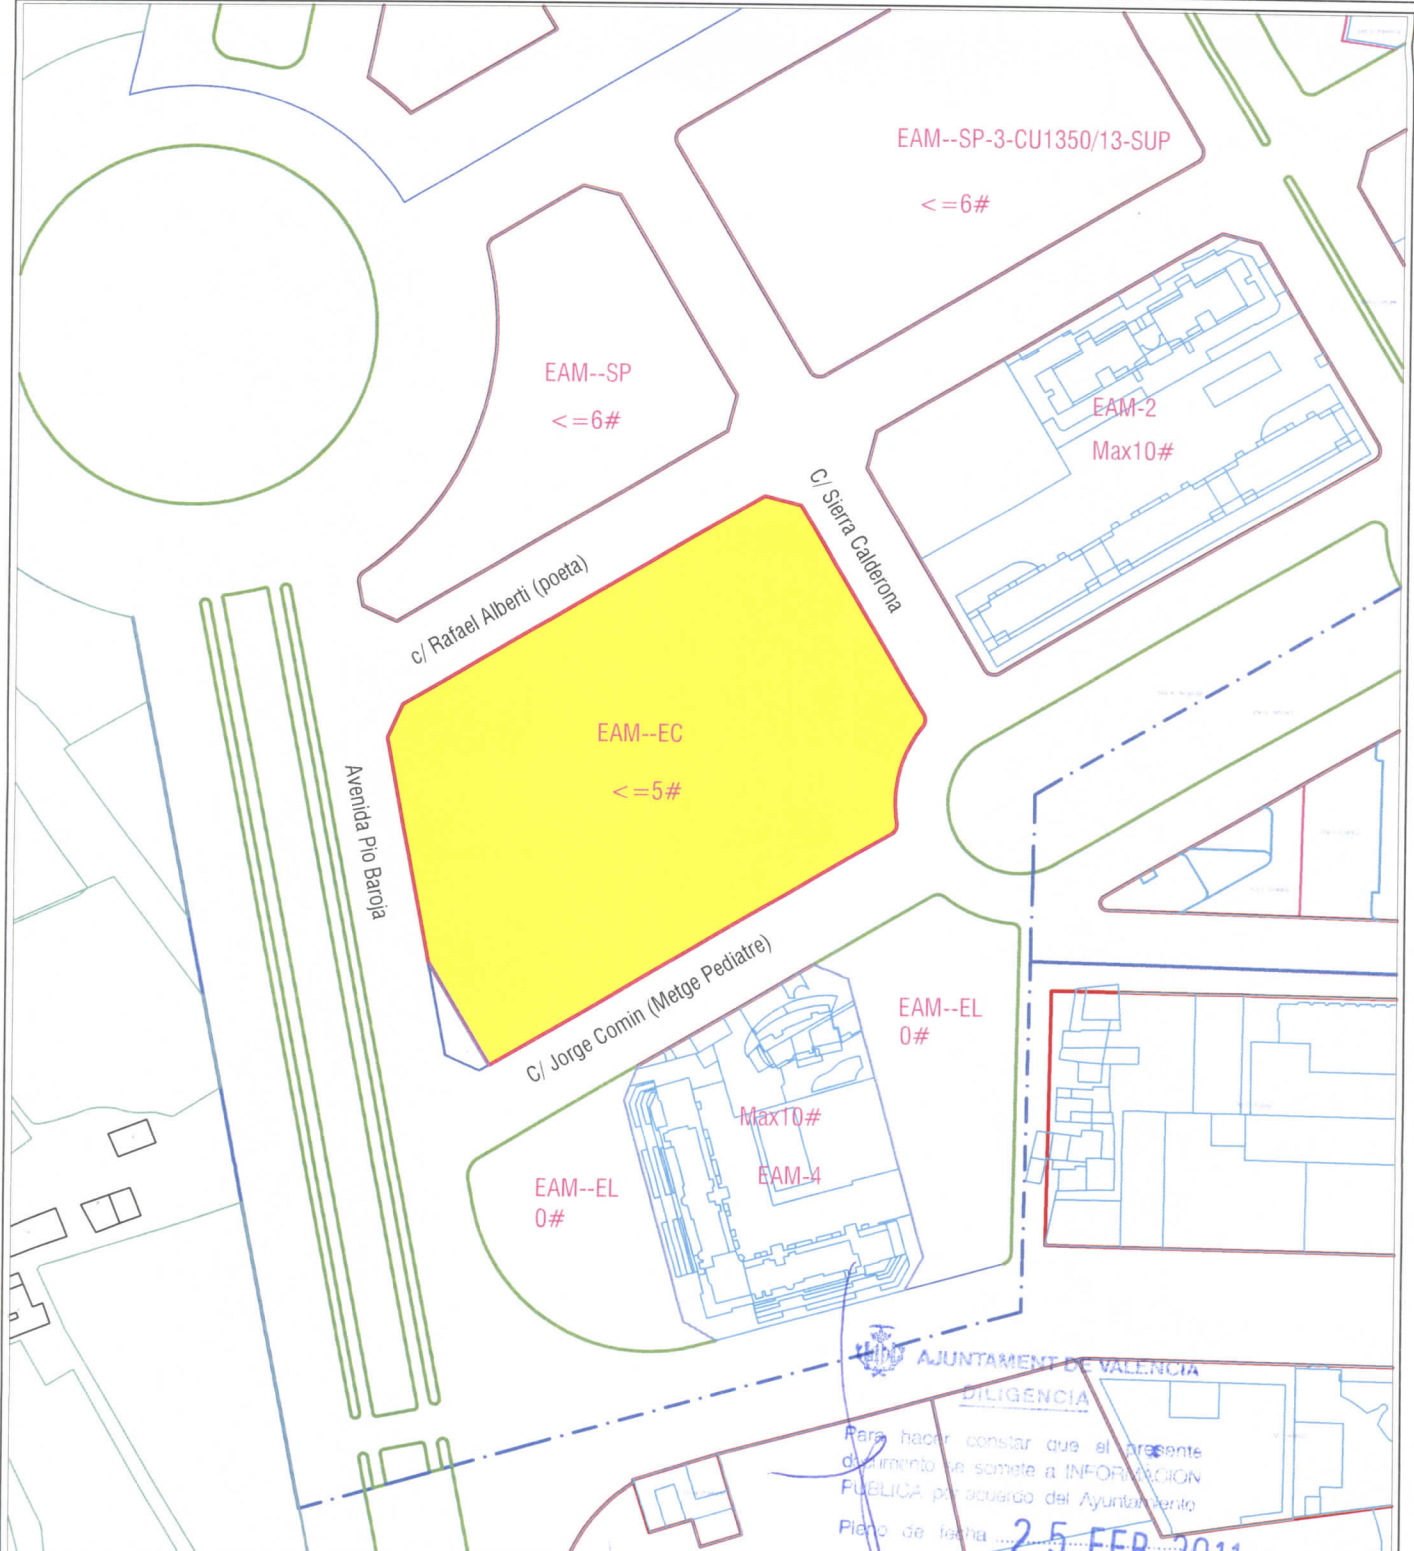 EAM--SP-3-CU1350/13-SUP
<=6#
EAM--SP
<=6#
EAM-2
Max10#
C/ Sierra Calderona
c/ Rafael Alberti (poeta)
EAM--EC
<=5#
Avenida Pio Baroja
C/ Jorge Comin (Metge Pediatre)
EAM--EL
0#
Max10#
EAM-4
EAM--EL
0#
AJUNTAMENT DE VALENCIA
DILIGENCIA
Para hacer constar que el presente
documento se somete a INFORMACION
PUBLICA por acuerdo del Ayuntamiento
Pleno de fecha 25 FEB. 2011